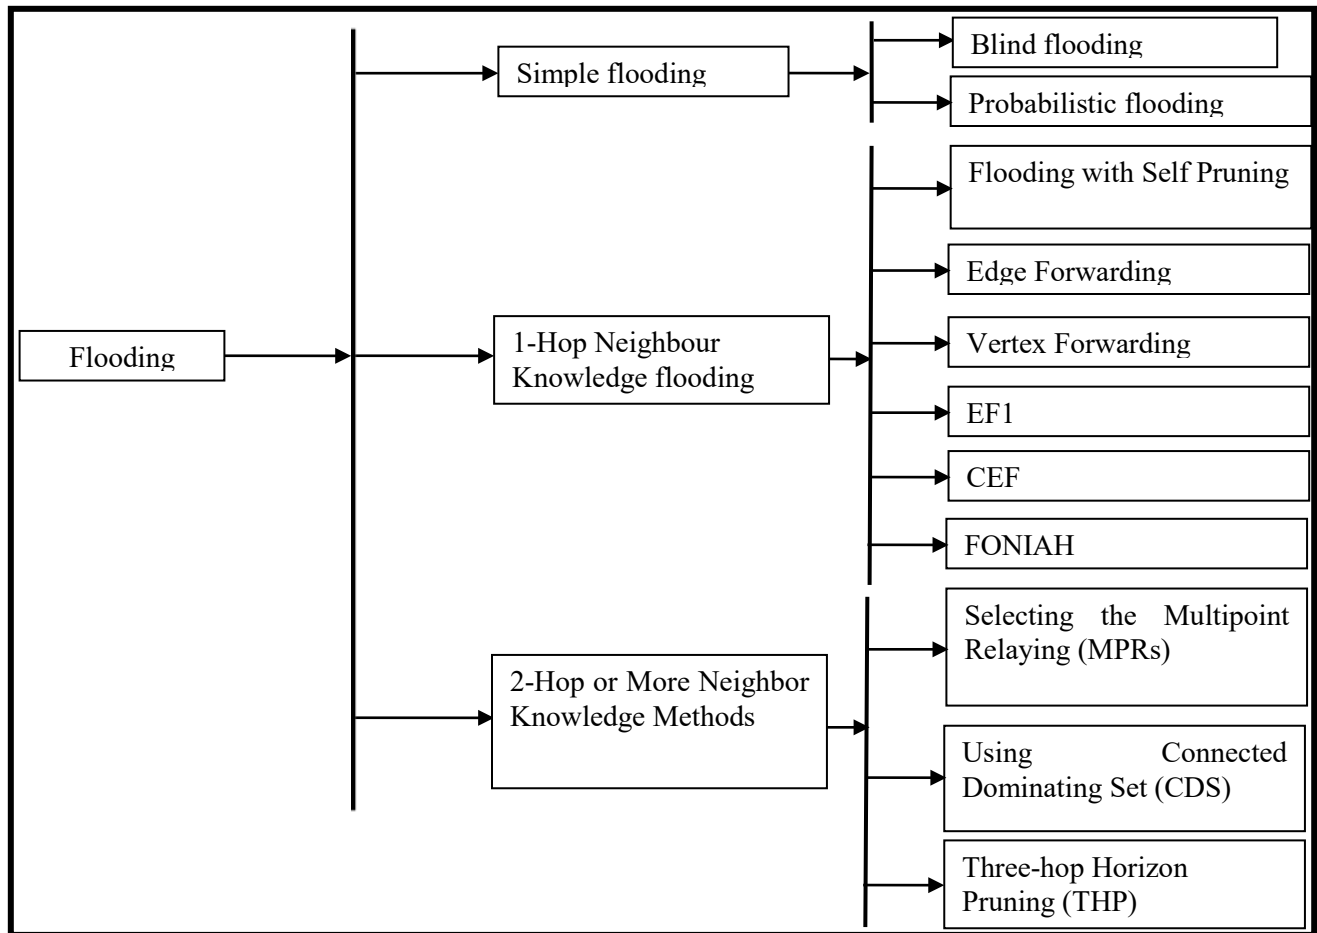 Flooding
Simple flooding
Blind flooding
Probabilistic flooding
1-Hop Neighbour
Knowledge flooding
Flooding with Self Pruning
Edge Forwarding
Vertex Forwarding
EF1
CEF
FONIAH
2-Hop or More Neighbor
Knowledge Methods
Selecting the Multipoint
Relaying (MPRs)
Using Connected
Dominating Set (CDS)
Three-hop Horizon
Pruning (THP)